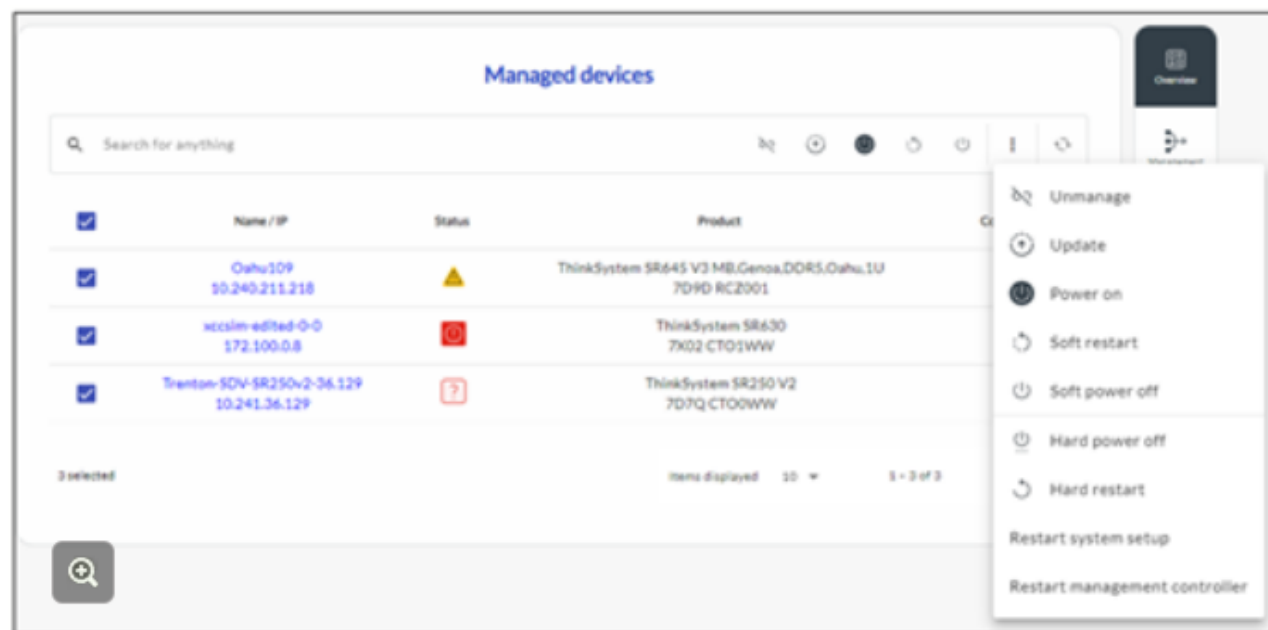 Managed devices
Overview
Search for anything
Management
Name / IP
Status
Product
Oahu109
10.240.211.218
ThinkSystem SR645 V3 MB,Genoa,DDR5,Oahu,1U
7D9D RCZ001
xccsim-edited-0-0
172.100.0.8
ThinkSystem SR630
7X02 CTO1WW
Trenton-SDV-SR250v2-36.129
10.241.36.129
ThinkSystem SR250 V2
7D7Q CTO0WW
3 selected
Items displayed 10
1 - 3 of 3
Unmanage
Update
Power on
Soft restart
Soft power off
Hard power off
Hard restart
Restart system setup
Restart management controller